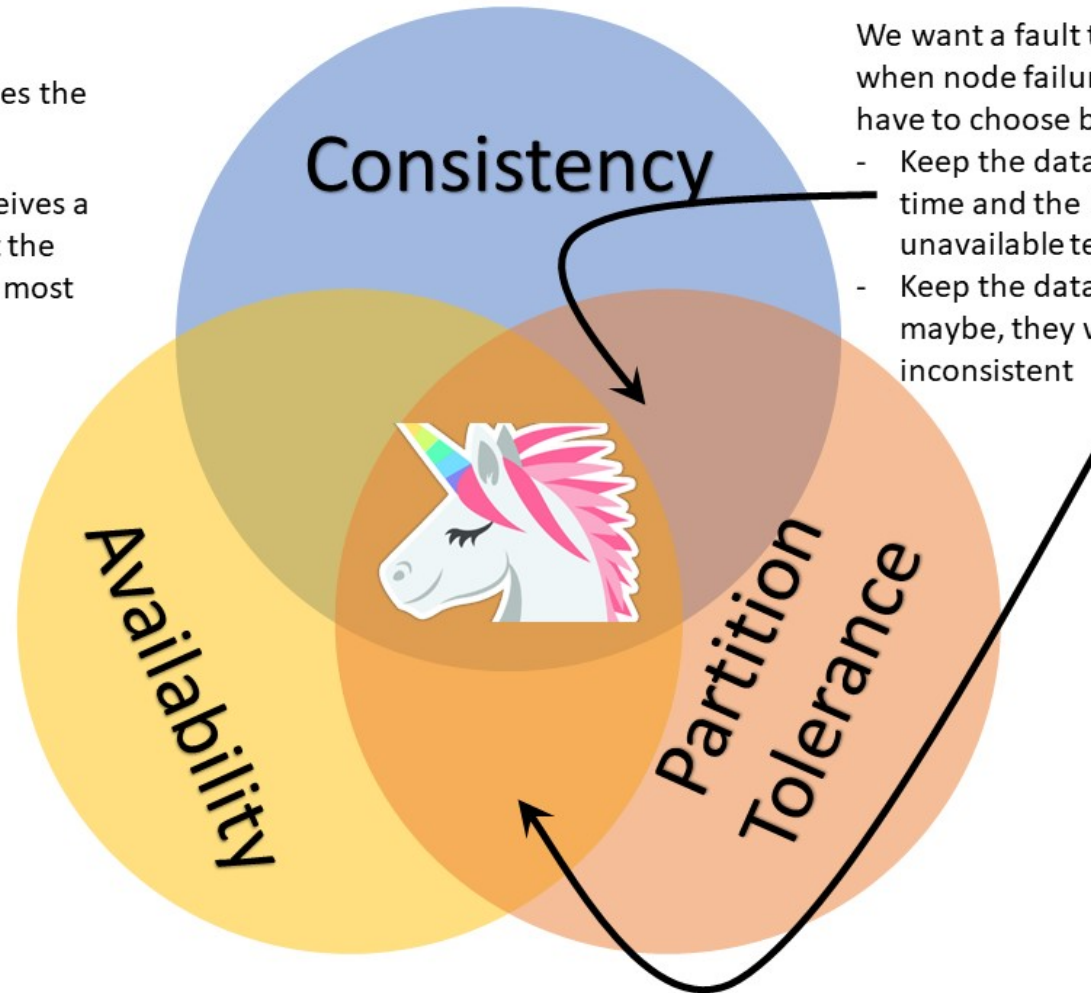 es the
eives a
the
most
Consistency
We want a fault
when node failur
have to choose b
- Keep the data
time and the
unavailable te
- Keep the data
maybe, they
inconsistent
Availability
Partition
Tolerance